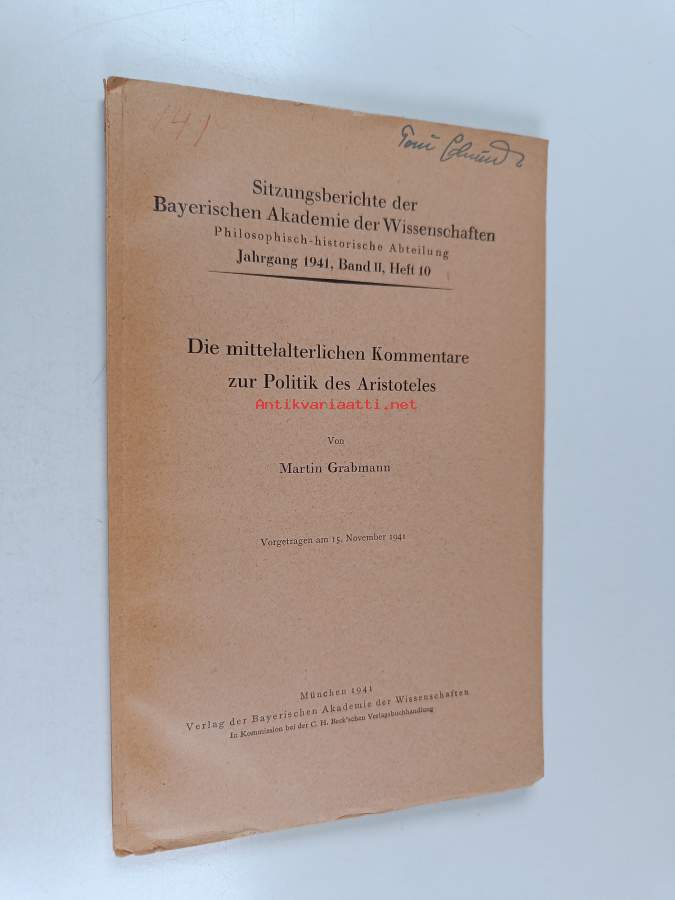 141
Toni Schmid
Sitzungsberichte der
Bayerischen Akademie der Wissenschaften
Philosophisch-historische Abteilung
Jahrgang 1941, Band II, Heft 10
Die mittelalterlichen Kommentare
zur Politik des Aristoteles
Antikvariaatti.net
Von
Martin Grabmann
Vorgetragen am 15. November 1941
München 1941
Verlag der Bayerischen Akademie der Wissenschaften
In Kommission bei der C. H. Beck'schen Verlagsbuchhandlung